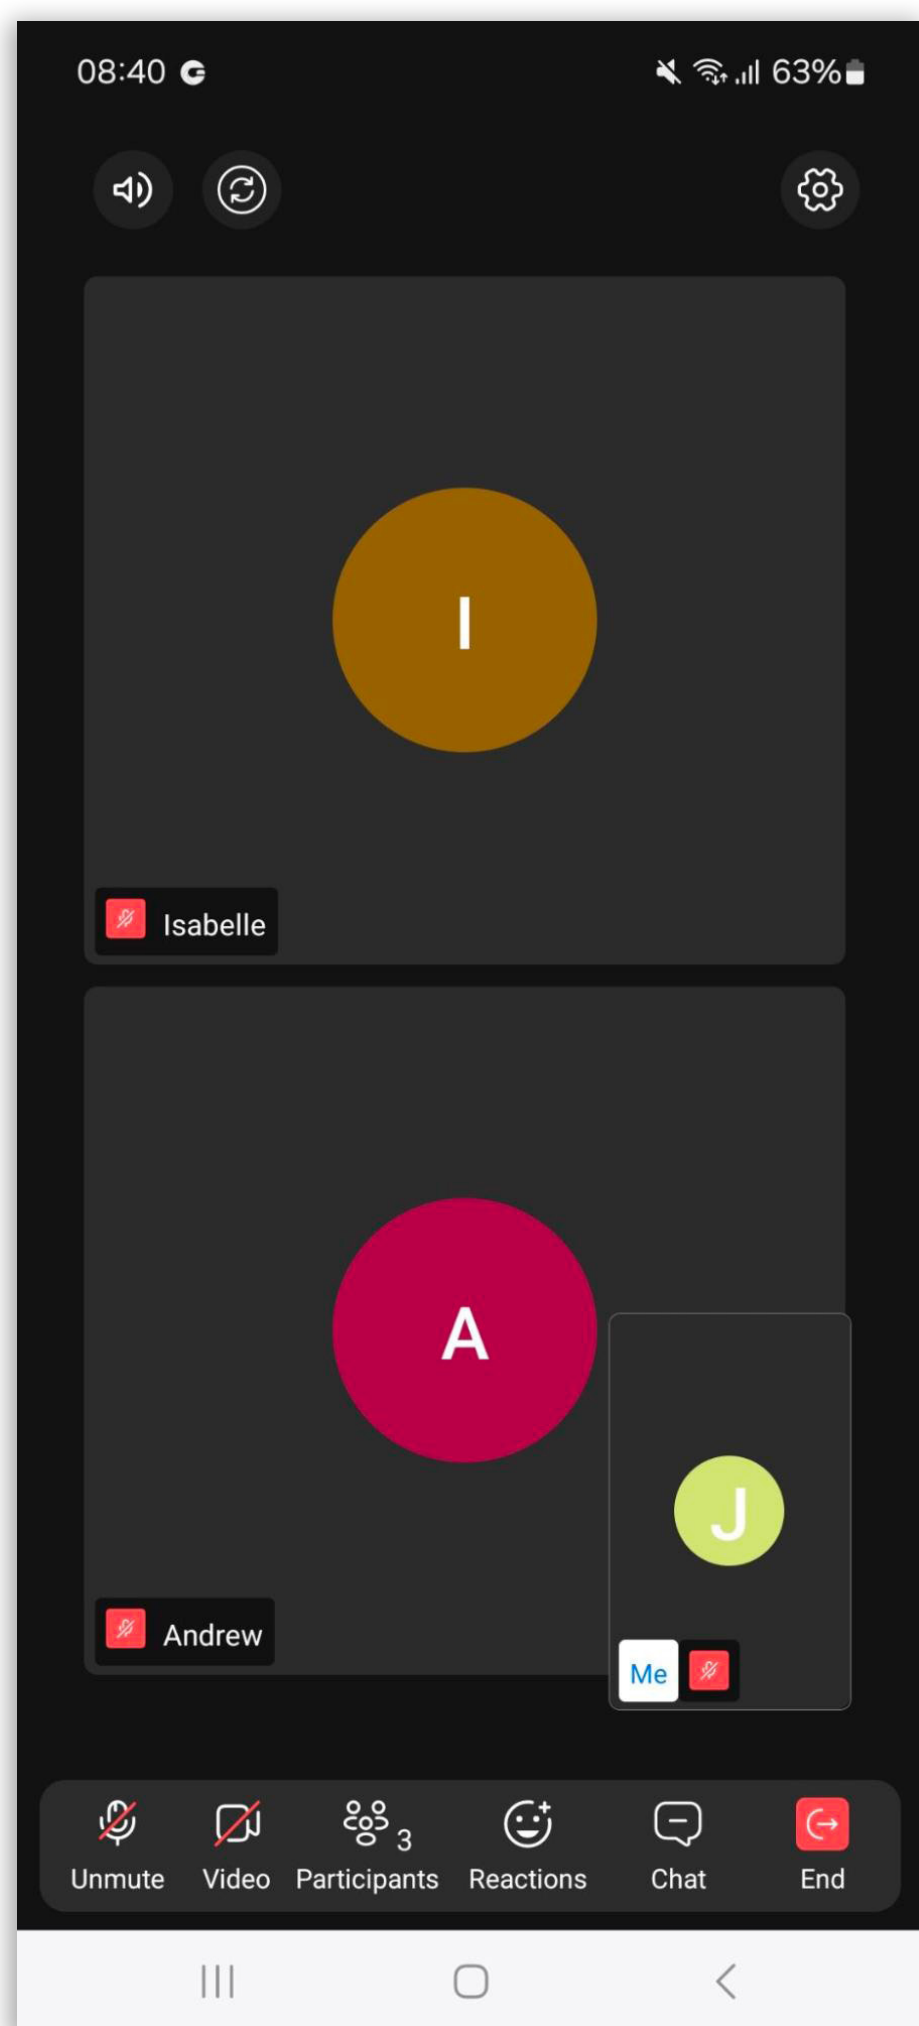 08:40 63%
I
Isabelle
A
J
Andrew
Me
3
Unmute Video Participants Reactions Chat End